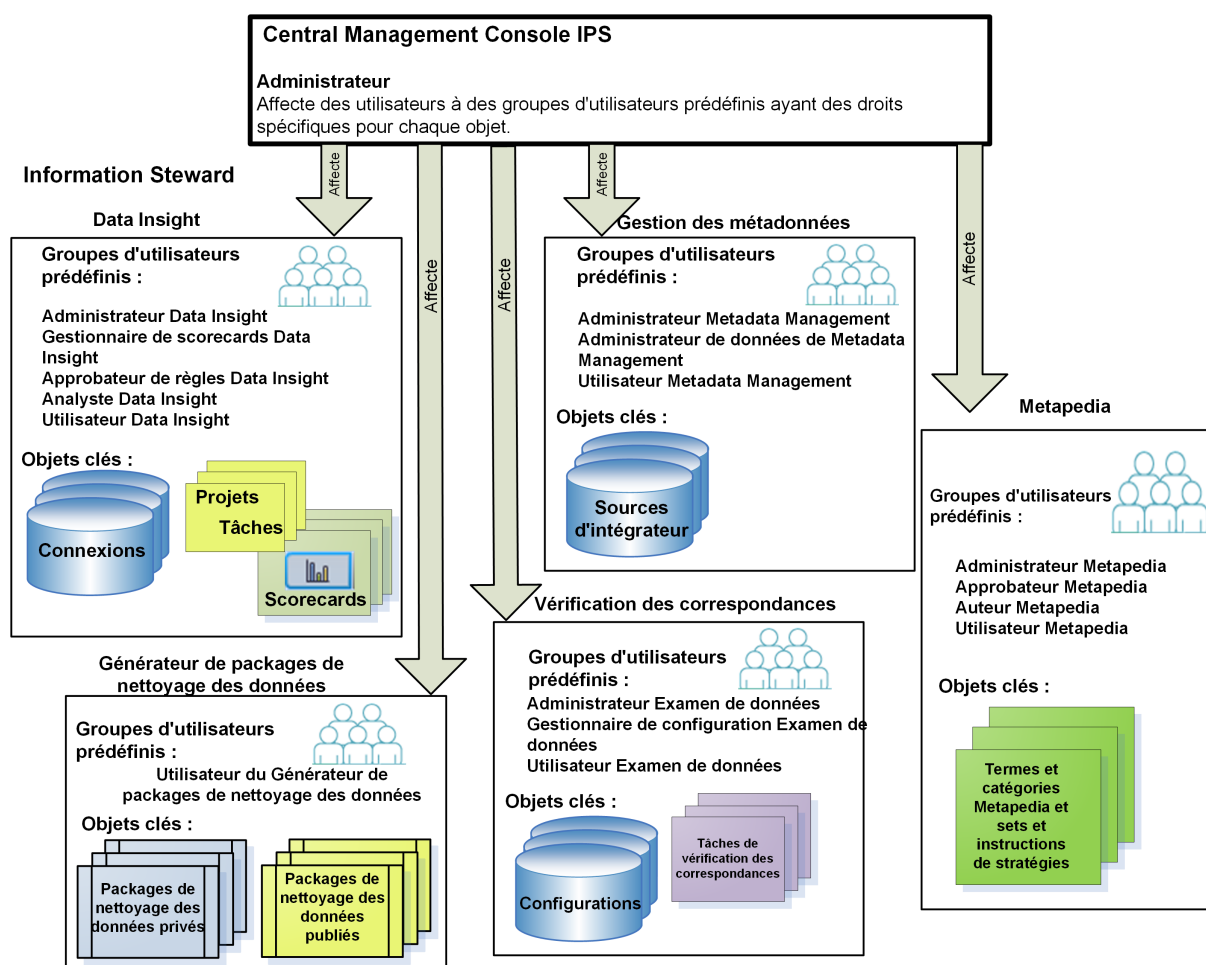 Central Management Console IPS
Administrateur
Affecte des utilisateurs à des groupes d'utilisateurs prédéfinis ayant des droits
spécifiques pour chaque objet.
Affecte
Affecte
Affecte
Affecte
Affecte
Information Steward
Data Insight
Groupes d'utilisateurs
prédéfinis :
Administrateur Data Insight
Gestionnaire de scorecards Data
Insight
Approbateur de règles Data Insight
Analyste Data Insight
Utilisateur Data Insight
Objets clés :
Connexions
Projets
Tâches
Scorecards
Gestion des métadonnées
Groupes d'utilisateurs
prédéfinis :
Administrateur Metadata Management
Administrateur de données de Metadata
Management
Utilisateur Metadata Management
Objets clés :
Sources
d'intégrateur
Metapedia
Groupes d'utilisateurs
prédéfinis :
Administrateur Metapedia
Approbateur Metapedia
Auteur Metapedia
Utilisateur Metapedia
Objets clés :
Termes et
catégories
Metapedia et
sets et
instructions
de stratégies
Générateur de packages de
nettoyage des données
Groupes d'utilisateurs
prédéfinis :
Utilisateur du Générateur de
packages de nettoyage des données
Objets clés :
Packages de
nettoyage des
données privés
Packages de
nettoyage des
données
publiés
Vérification des correspondances
Groupes d'utilisateurs
prédéfinis :
Administrateur Examen de données
Gestionnaire de configuration Examen de
données
Utilisateur Examen de données
Objets clés :
Configurations
Tâches de
vérification des
correspondances